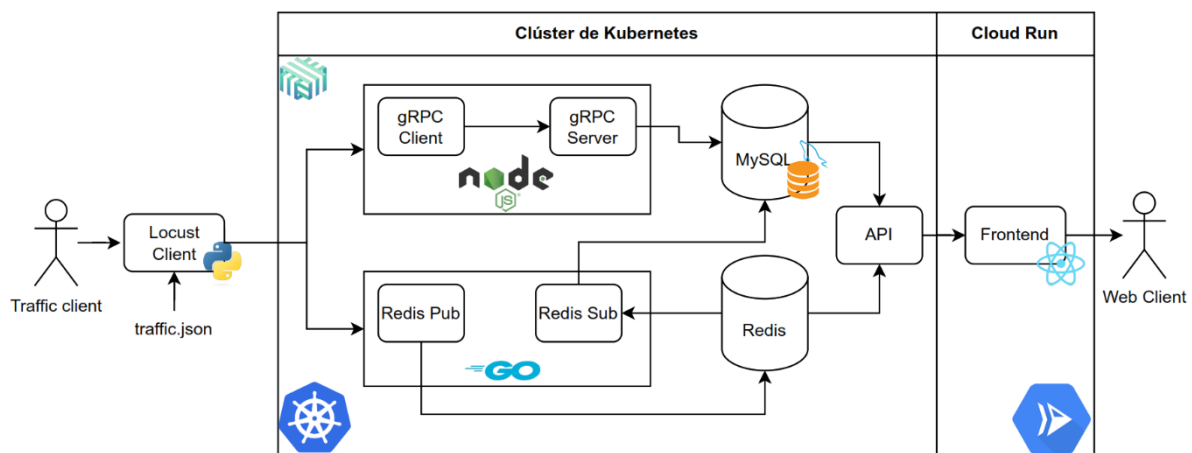 Clúster de Kubernetes
Cloud Run
gRPC
Client
gRPC
Server
node
JS
MySQL
Traffic client
Locust
Client
traffic.json
Redis Pub
Redis Sub
GO
Redis
API
Frontend
Web Client